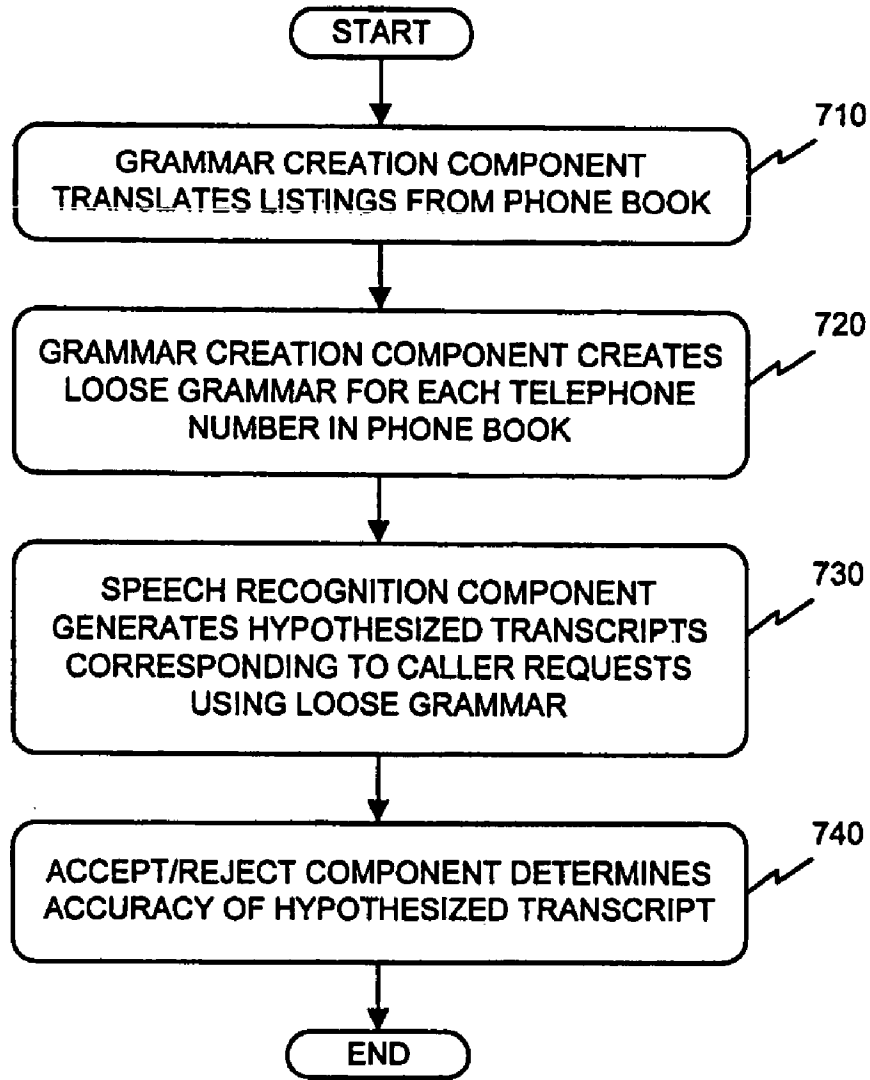 START
710
GRAMMAR CREATION COMPONENT
TRANSLATES LISTINGS FROM PHONE BOOK
720
GRAMMAR CREATION COMPONENT CREATES
LOOSE GRAMMAR FOR EACH TELEPHONE
NUMBER IN PHONE BOOK
730
SPEECH RECOGNITION COMPONENT
GENERATES HYPOTHESIZED TRANSCRIPTS
CORRESPONDING TO CALLER REQUESTS
USING LOOSE GRAMMAR
740
ACCEPT/REJECT COMPONENT DETERMINES
ACCURACY OF HYPOTHESIZED TRANSCRIPT
END